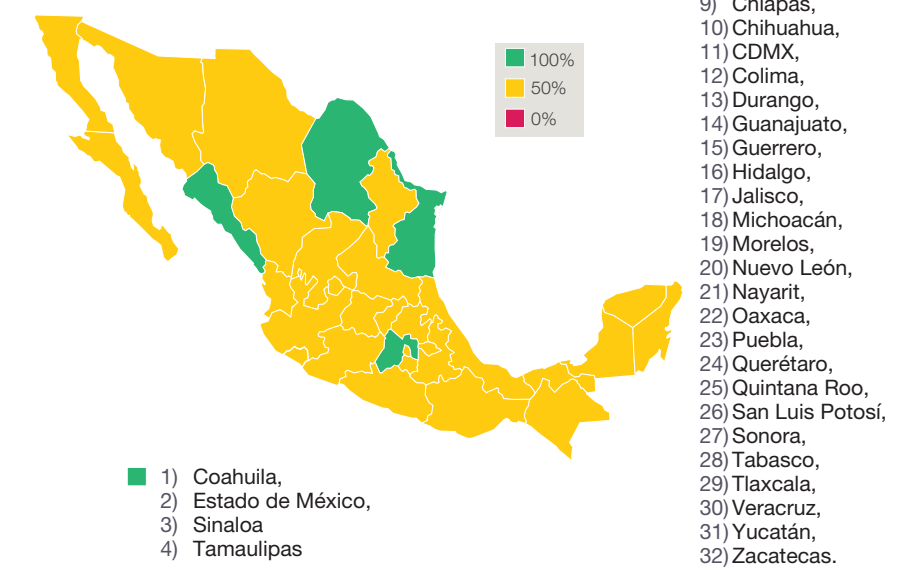 100%
50%
0%
1) Coahuila,
2) Estado de México,
3) Sinaloa
4) Tamaulipas
9) Chiapas,
10) Chihuahua,
11) CDMX,
12) Colima,
13) Durango,
14) Guanajuato,
15) Guerrero,
16) Hidalgo,
17) Jalisco,
18) Michoacán,
19) Morelos,
20) Nuevo León,
21) Nayarit,
22) Oaxaca,
23) Puebla,
24) Querétaro,
25) Quintana Roo,
26) San Luis Potosí,
27) Sonora,
28) Tabasco,
29) Tlaxcala,
30) Veracruz,
31) Yucatán,
32) Zacatecas.